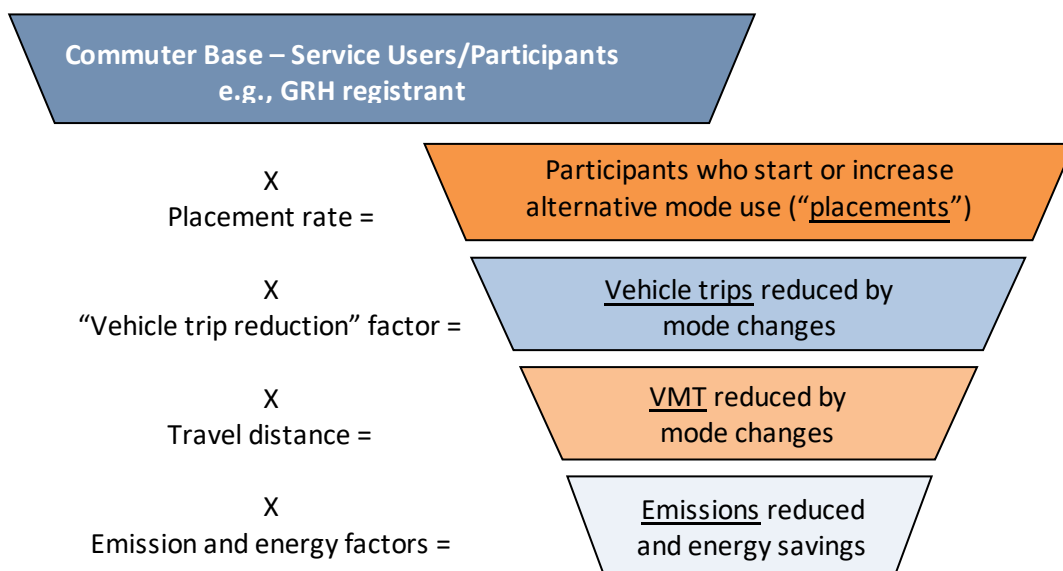 Commuter Base – Service Users/Participants
e.g., GRH registrant
X
Placement rate =
Participants who start or increase
alternative mode use (“placements”)
X
“Vehicle trip reduction” factor =
Vehicle trips reduced by
mode changes
X
Travel distance =
VMT reduced by
mode changes
X
Emission and energy factors =
Emissions reduced
and energy savings